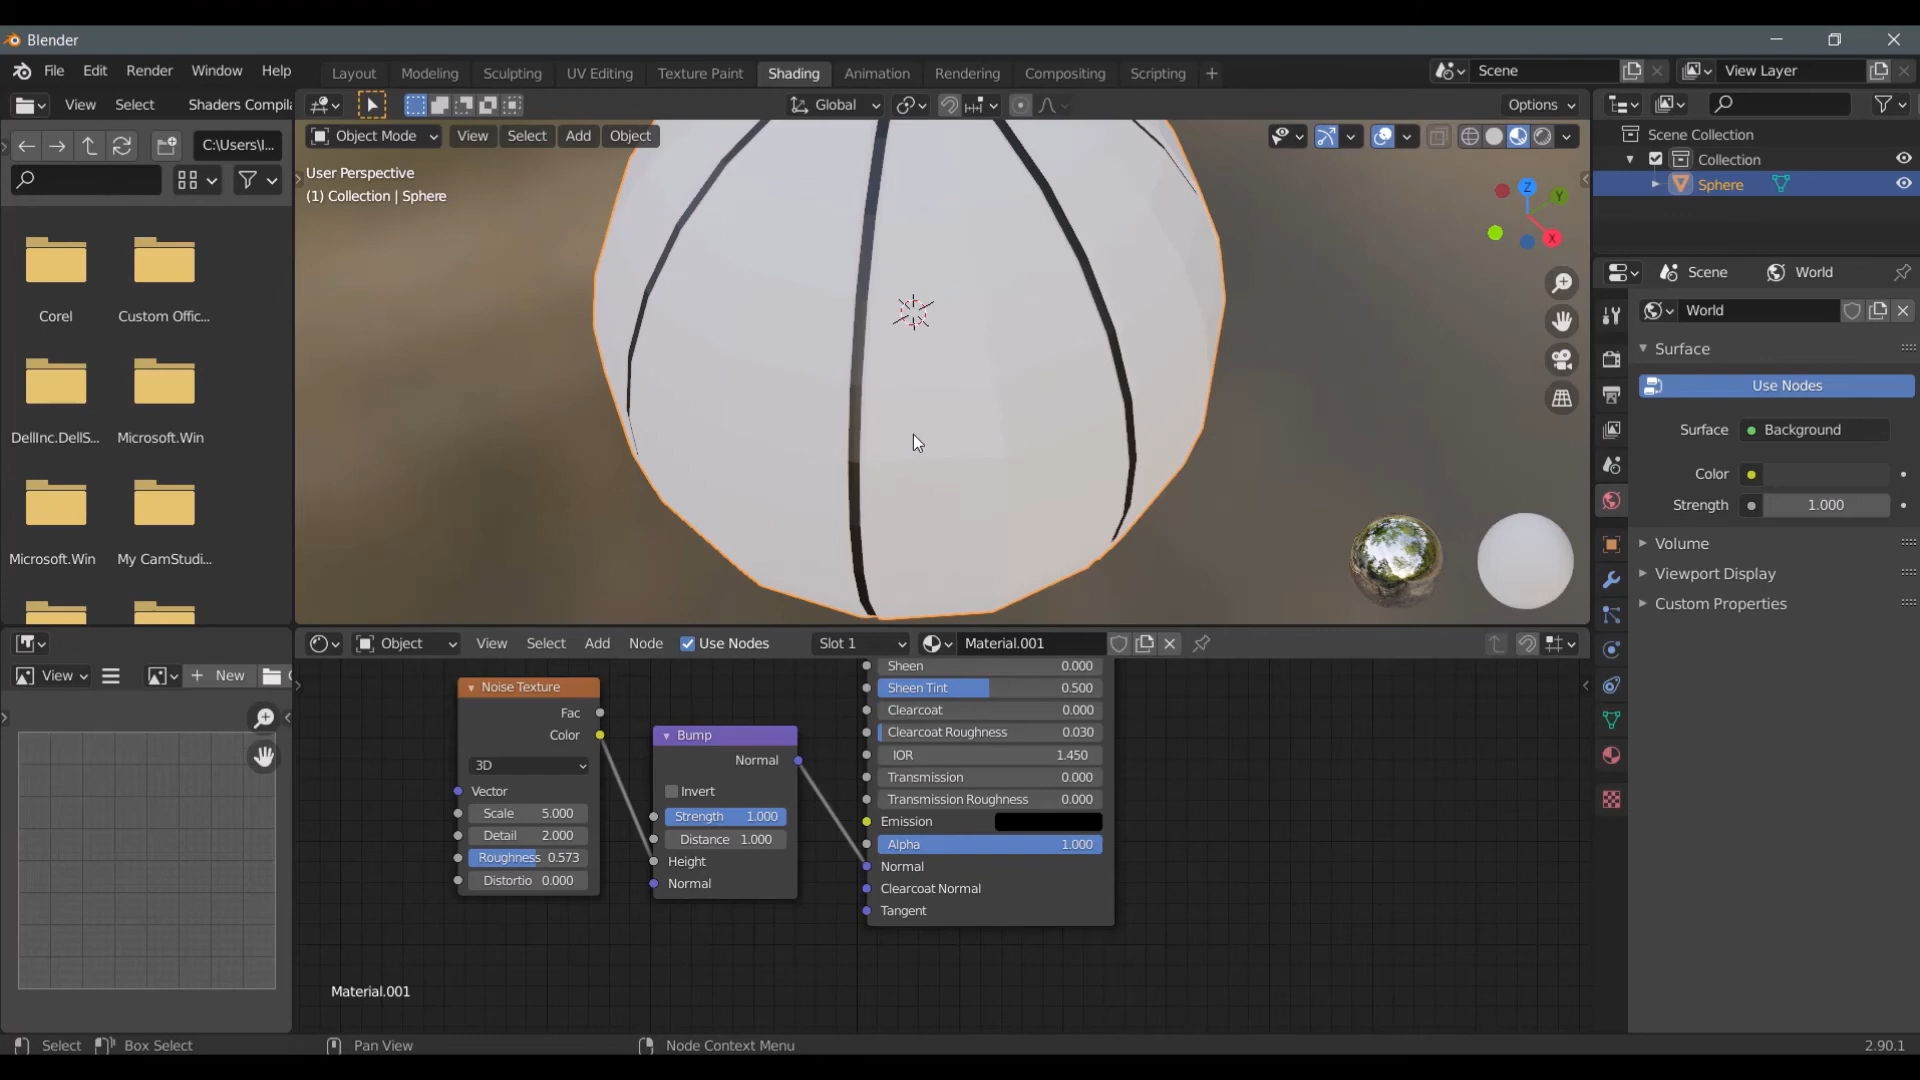 Blender
File Edit Render Window Help
Layout Modeling Sculpting UV Editing Texture Paint Shading Animation Rendering Compositing Scripting +
Scene
View Layer
View Select Shaders Compila
Global
Options
C:\Users\I...
Object Mode View Select Add Object
User Perspective
(1) Collection | Sphere
Z
Y
X
Scene Collection
Collection
Sphere
Corel
Custom Offic...
DellInc.DellS...
Microsoft.Win
Microsoft.Win
My CamStudi...
Scene
World
World
Surface
Use Nodes
Surface Background
Color
Strength 1.000
Volume
Viewport Display
Custom Properties
View
+ New
Object View Select Add Node Use Nodes Slot 1 Material.001
Noise Texture
Fac
Color
3D
Vector
Scale 5.000
Detail 2.000
Roughness 0.573
Distortio 0.000
Bump
Normal
Invert
Strength 1.000
Distance 1.000
Height
Normal
Sheen 0.000
Sheen Tint 0.500
Clearcoat 0.000
Clearcoat Roughness 0.030
IOR 1.450
Transmission 0.000
Transmission Roughness 0.000
Emission
Alpha 1.000
Normal
Clearcoat Normal
Tangent
Material.001
Select Box Select Pan View Node Context Menu 2.90.1